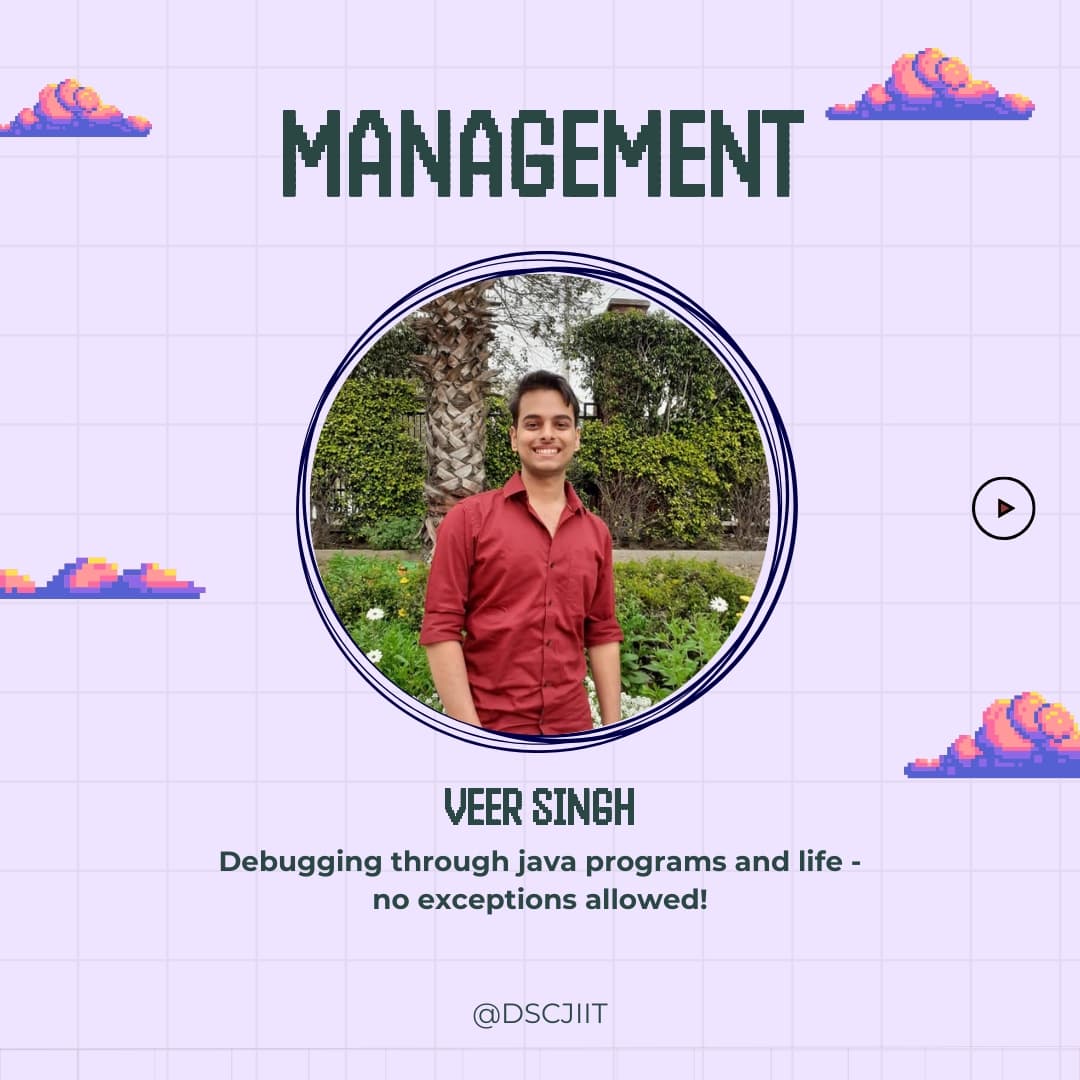 MANAGEMENT
VEER SINGH
Debugging through java programs and life -
no exceptions allowed!
@DSCJIIT